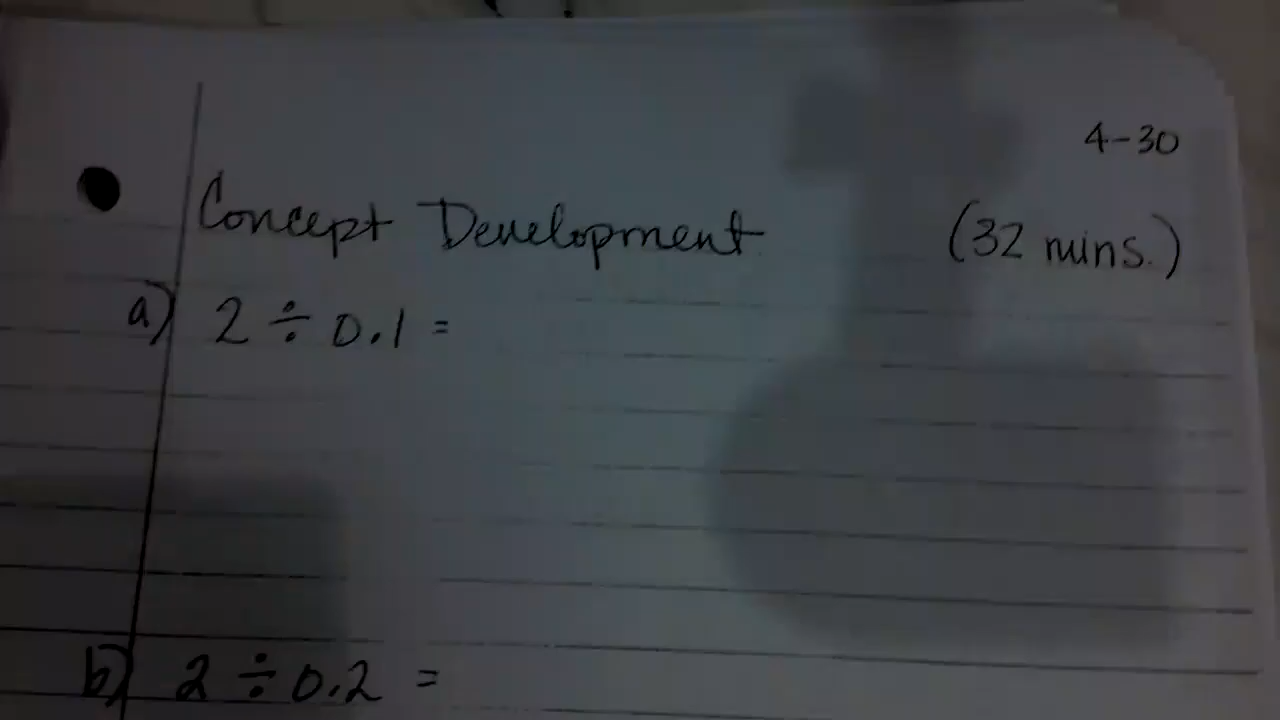 4-30
Concept Development (32 mins.)
a) 2 ÷ 0.1 =
b) 2 ÷ 0.2 =